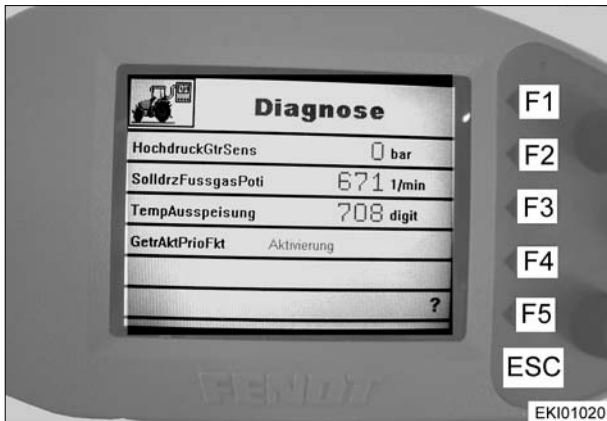 Diagnose
F1
HochdruckGtrSens 0 bar
F2
SolldrzFussgasPoti 671 1/min
F3
TempAusspeisung 708 digit
GetrAktPrioFkt Aktivierung
F4
?
F5
ESC
FENDT
EKI01020